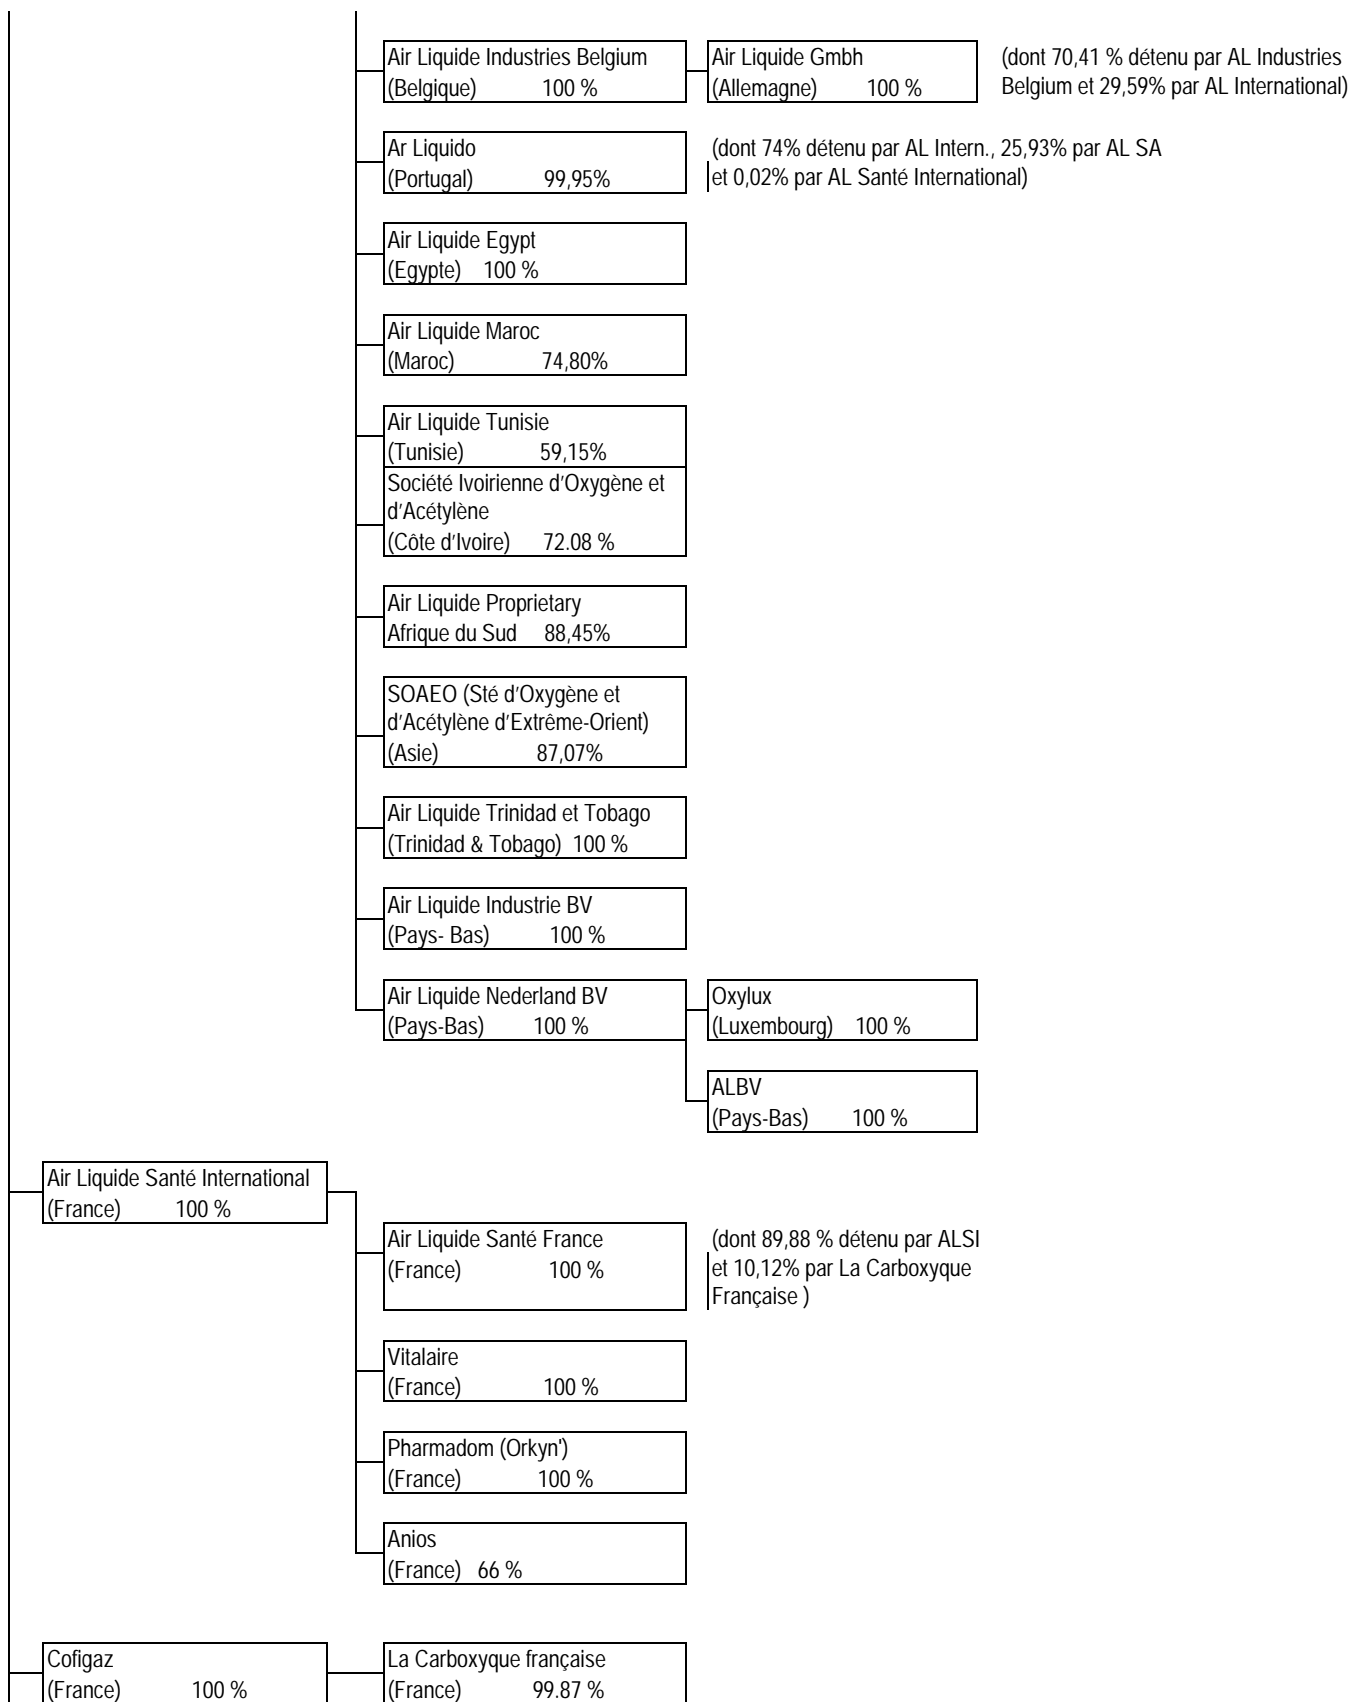 Air Liquide Industries Belgium
(Belgique) 100 %
Air Liquide Gmbh
(Allemagne) 100 %
(dont 70,41 % détenu par AL Industries
Belgium et 29,59% par AL International)
Ar Liquido
(Portugal) 99,95%
(dont 74% détenu par AL Intern., 25,93% par AL SA
et 0,02% par AL Santé International)
Air Liquide Egypt
(Egypte) 100 %
Air Liquide Maroc
(Maroc) 74,80%
Air Liquide Tunisie
(Tunisie) 59,15%
Société Ivoirienne d'Oxygène et
d'Acétylène
(Côte d'Ivoire) 72.08 %
Air Liquide Proprietary
Afrique du Sud 88,45%
SOAEO (Sté d'Oxygène et
d'Acétylène d'Extrême-Orient)
(Asie) 87,07%
Air Liquide Trinidad et Tobago
(Trinidad & Tobago) 100 %
Air Liquide Industrie BV
(Pays- Bas) 100 %
Air Liquide Nederland BV
(Pays-Bas) 100 %
Oxylux
(Luxembourg) 100 %
ALBV
(Pays-Bas) 100 %
Air Liquide Santé International
(France) 100 %
Air Liquide Santé France
(France) 100 %
(dont 89,88 % détenu par ALSI
et 10,12% par La Carboxyque
Française )
Vitalaire
(France) 100 %
Pharmadom (Orkyn')
(France) 100 %
Anios
(France) 66 %
Cofigaz
(France) 100 %
La Carboxyque française
(France) 99.87 %